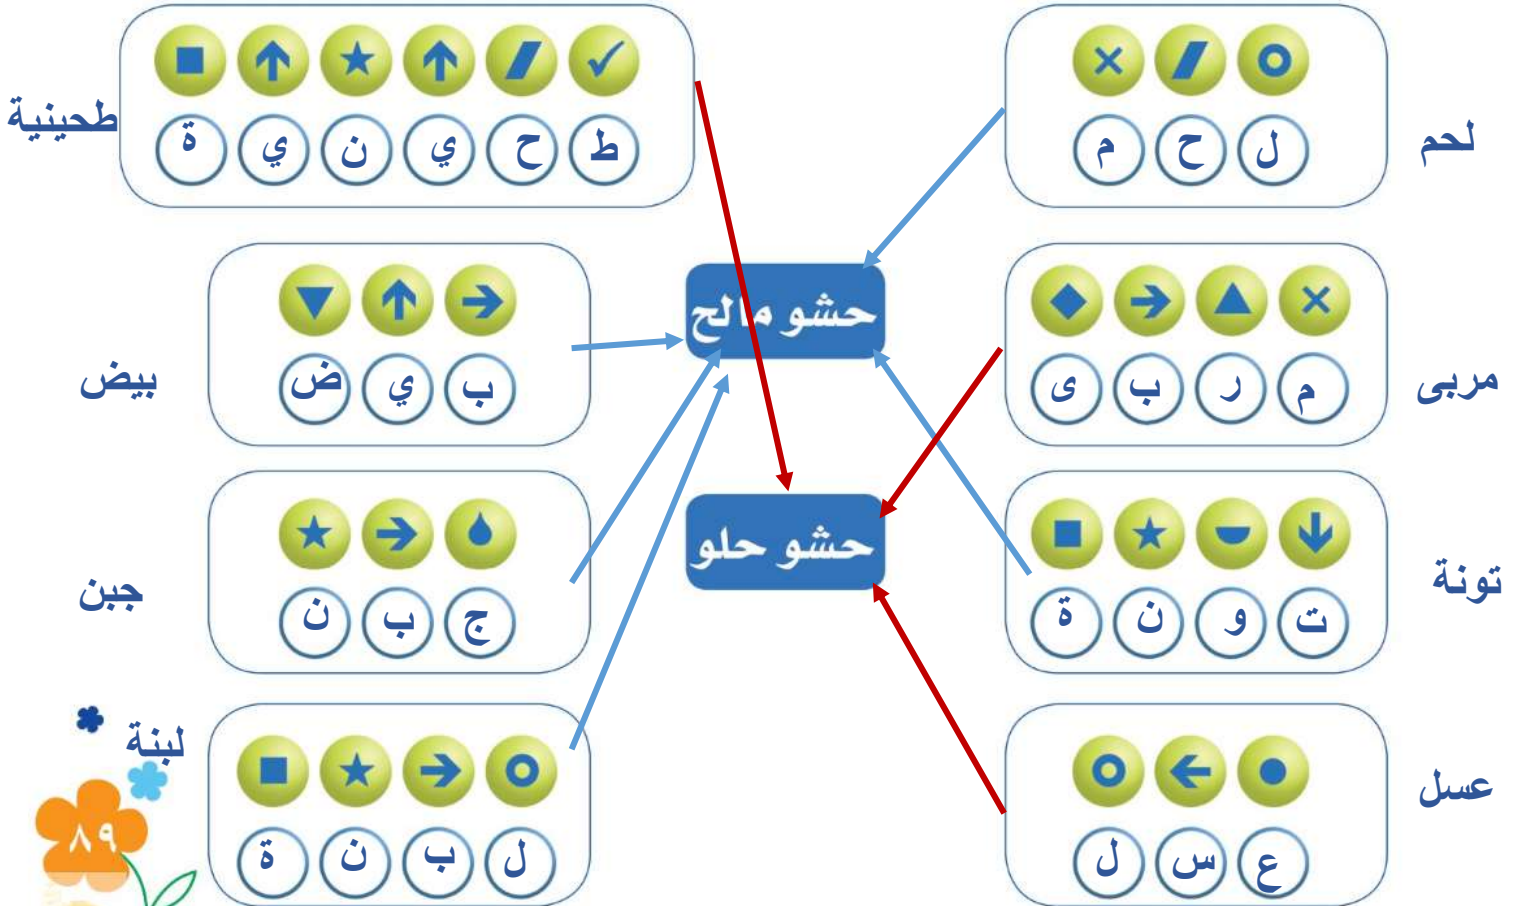 ل ح م
لحم
ط ح ي ن ي ة
طحينية
حشو مالح
م ر ب ى
مربى
ب ي ض
بيض
حشو حلو
ت و ن ة
تونة
ج ب ن
جبن
ع س ل
عسل
ل ب ن ة
لبنة
٨٩